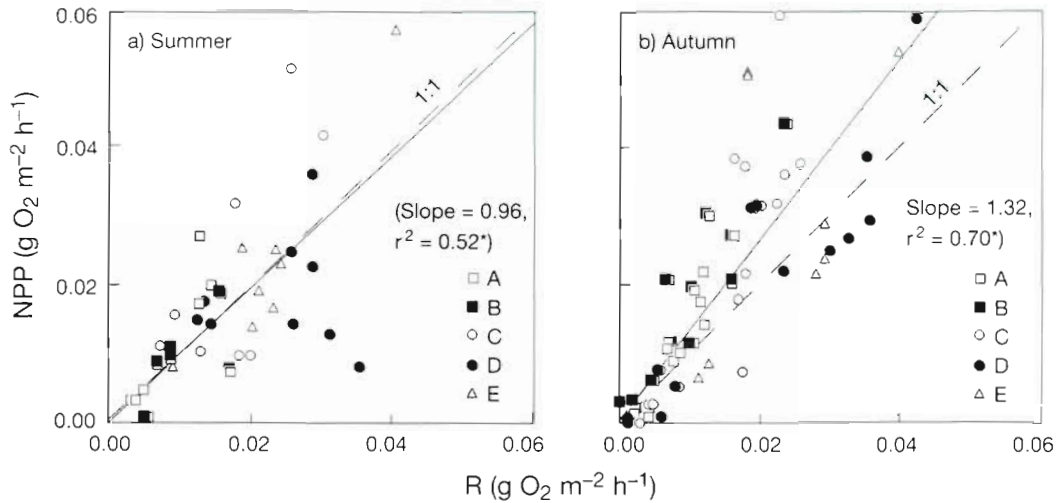 0.06
0.04
0.02
0.00
NPP (g O₂ m⁻² h⁻¹)
a) Summer
1:1
(Slope = 0.96,
r² = 0.52*)
A
B
C
D
E
0.00
0.02
0.04
0.06
b) Autumn
1:1
Slope = 1.32,
r² = 0.70*)
A
B
C
D
E
0.00
0.02
0.04
0.06
R (g O₂ m⁻² h⁻¹)